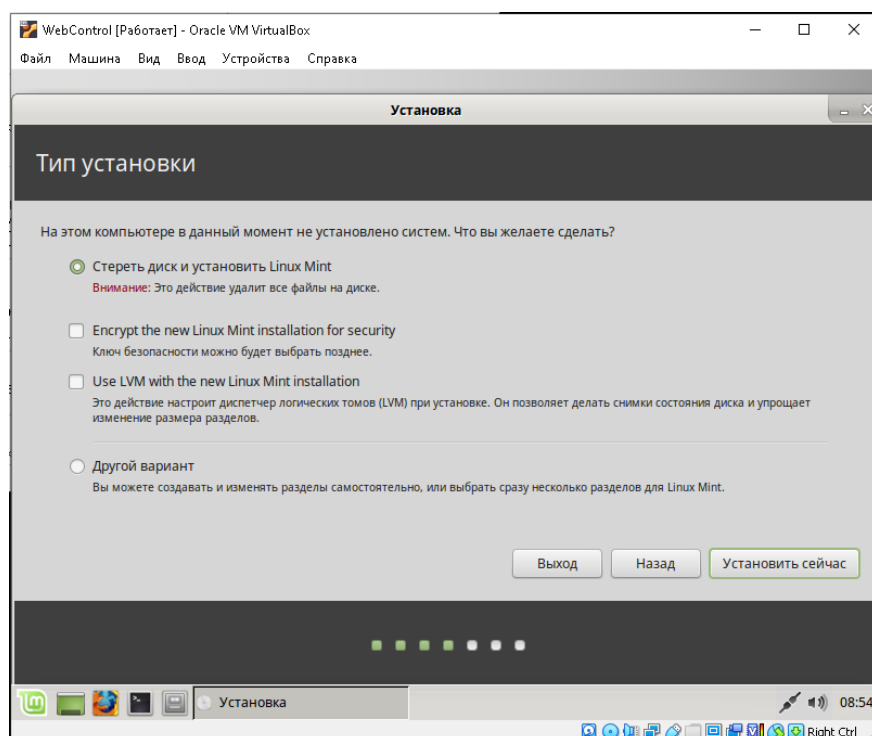 WebControl [Работает] - Oracle VM VirtualBox
Файл Машина Вид Ввод Устройства Справка
Установка
Тип установки
На этом компьютере в данный момент не установлено систем. Что вы желаете сделать?
Стереть диск и установить Linux Mint
Внимание: Это действие удалит все файлы на диске.
Encrypt the new Linux Mint installation for security
Ключ безопасности можно будет выбрать позднее.
Use LVM with the new Linux Mint installation
Это действие настроит диспетчер логических томов (LVM) при установке. Он позволяет делать снимки состояния диска и упрощает
изменение размера разделов.
Другой вариант
Вы можете создавать и изменять разделы самостоятельно, или выбрать сразу несколько разделов для Linux Mint.
Выход Назад Установить сейчас
Установка 08:54
Right Ctrl